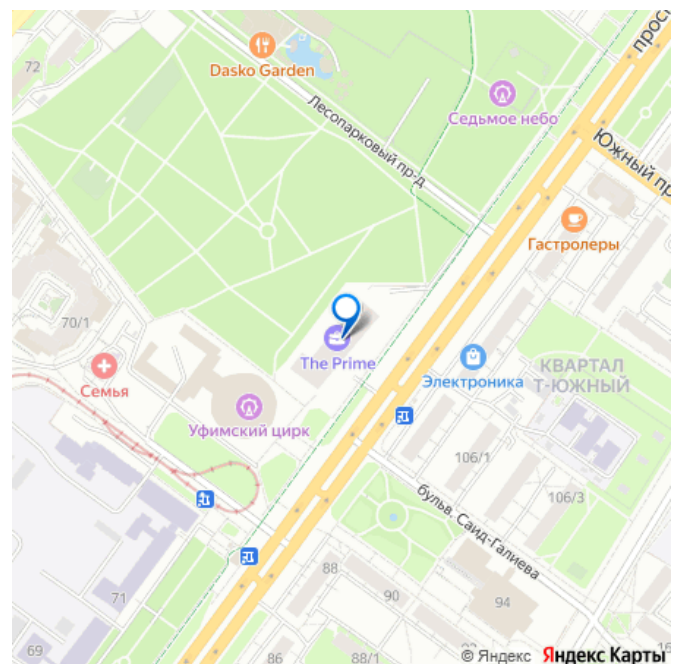 прос
72
Dasko Garden
Седьмое небо
Лесопарковый пр-д
Южный пр
Гастролеры
70/1
The Prime
Семья
Электроника
КВАРТАЛ
Т-ЮЖНЫЙ
Уфимский цирк
106/1
106/3
бульв. Саид-Галиева
88
90
94
71
69
86
88/1
© Яндекс Яндекс Карты